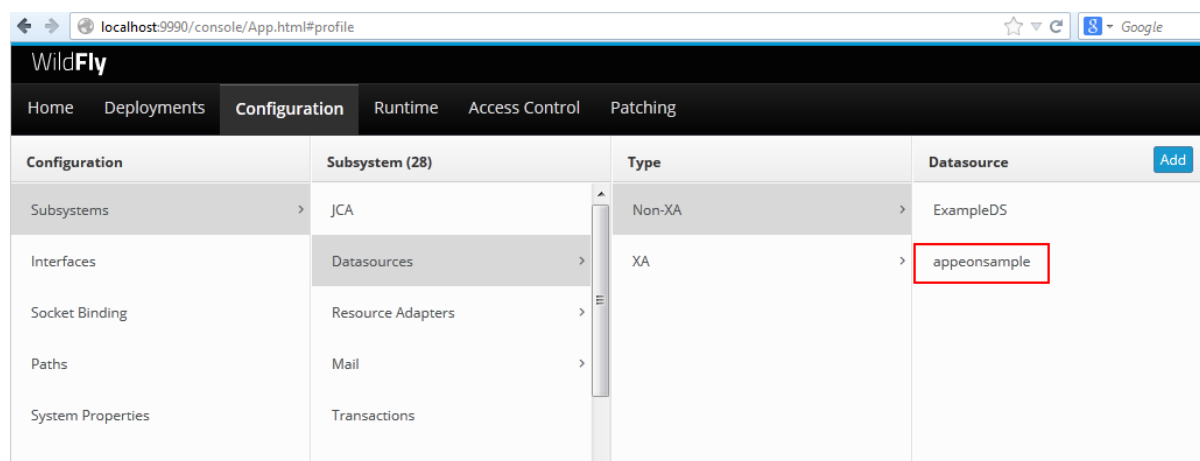 localhost:9990/console/App.html#profile
Google
WildFly
Home Deployments Configuration Runtime Access Control Patching
Configuration Subsystem (28) Type Datasource Add
Subsystems JCA Non-XA ExampleDS
Interfaces Datasources XA appeonsample
Socket Binding Resource Adapters
Paths Mail
System Properties Transactions